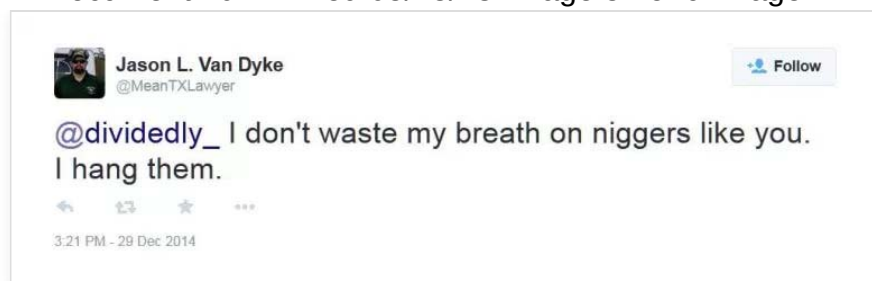 Jason L. Van Dyke
@MeanTXLawyer
Follow
@dividedly_ I don't waste my breath on niggers like you.
I hang them.
3:21 PM - 29 Dec 2014